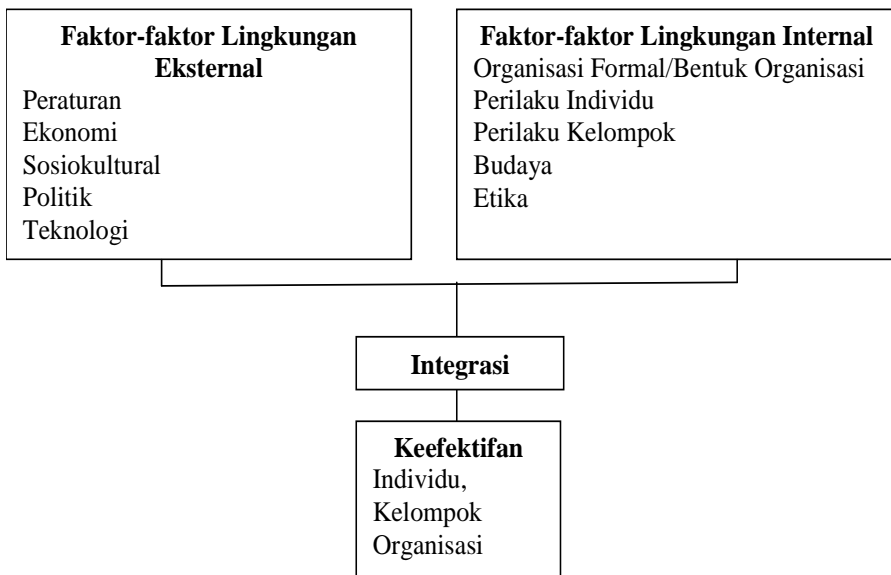 Faktor-faktor Lingkungan
Eksternal
Peraturan
Ekonomi
Sosiokultural
Politik
Teknologi
Faktor-faktor Lingkungan Internal
Organisasi Formal/Bentuk Organisasi
Perilaku Individu
Perilaku Kelompok
Budaya
Etika
Integrasi
Keefektifan
Individu,
Kelompok
Organisasi